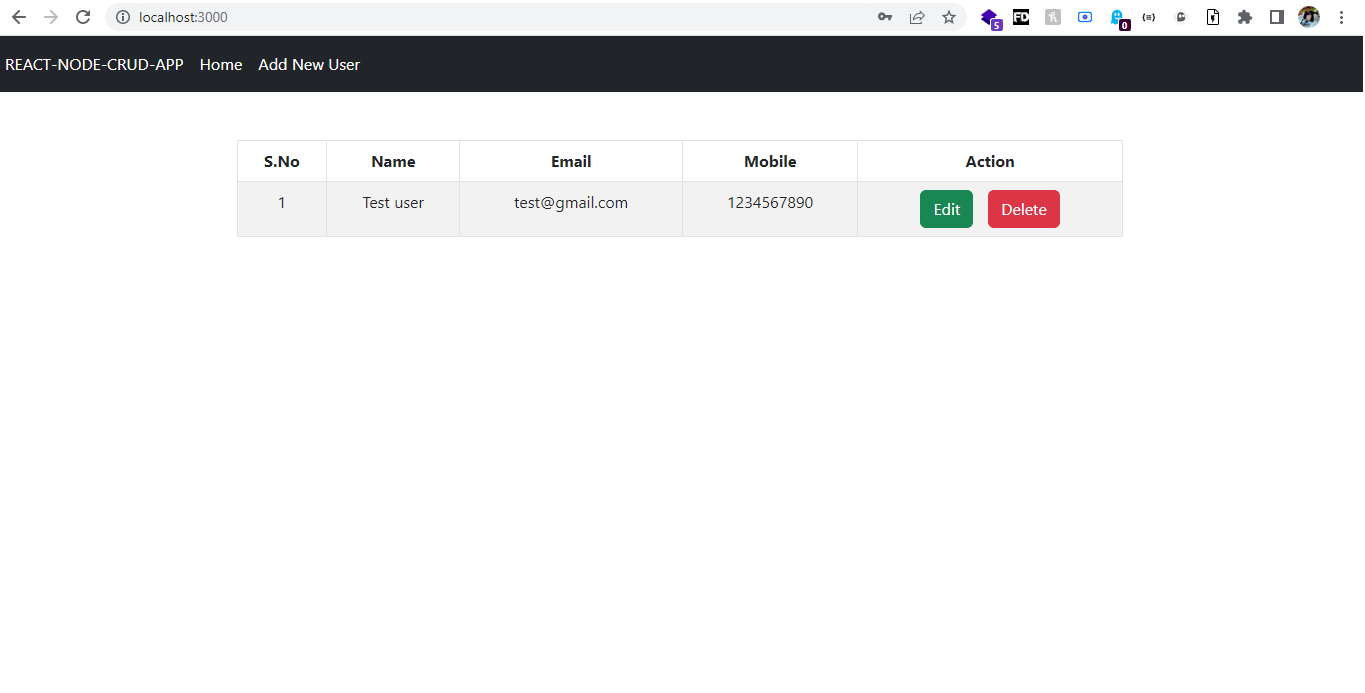 localhost:3000
5
FD
0
REACT-NODE-CRUD-APP Home Add New User
S.No Name Email Mobile Action
1 Test user test@gmail.com 1234567890 Edit Delete